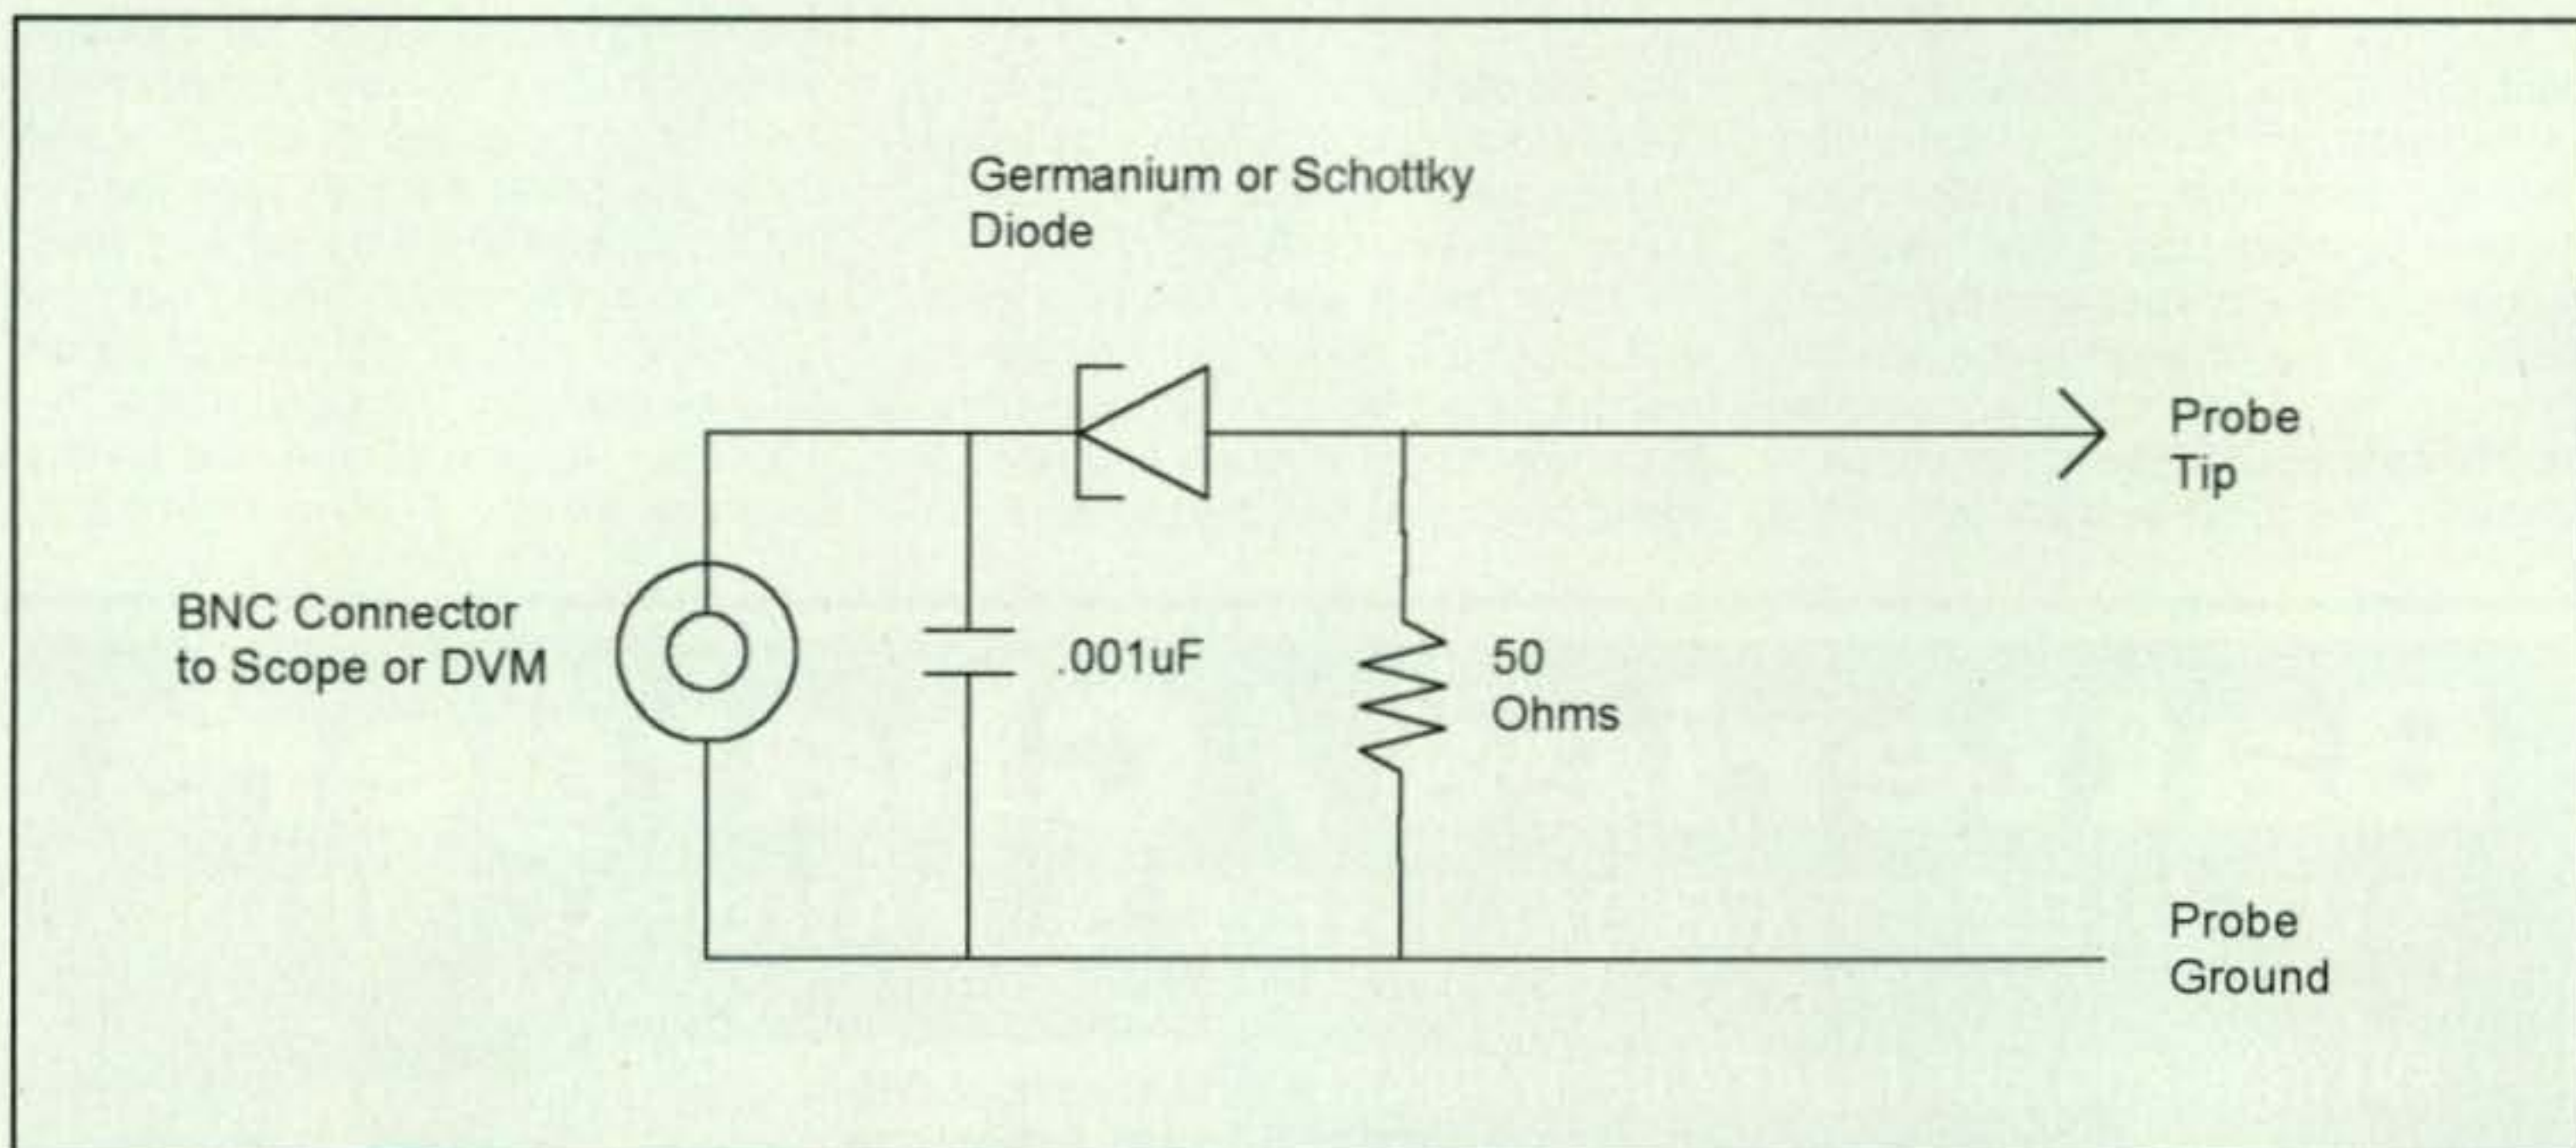 Germanium or Schottky
Diode
Probe
Tip
BNC Connector
to Scope or DVM
.001uF
50
Ohms
Probe
Ground